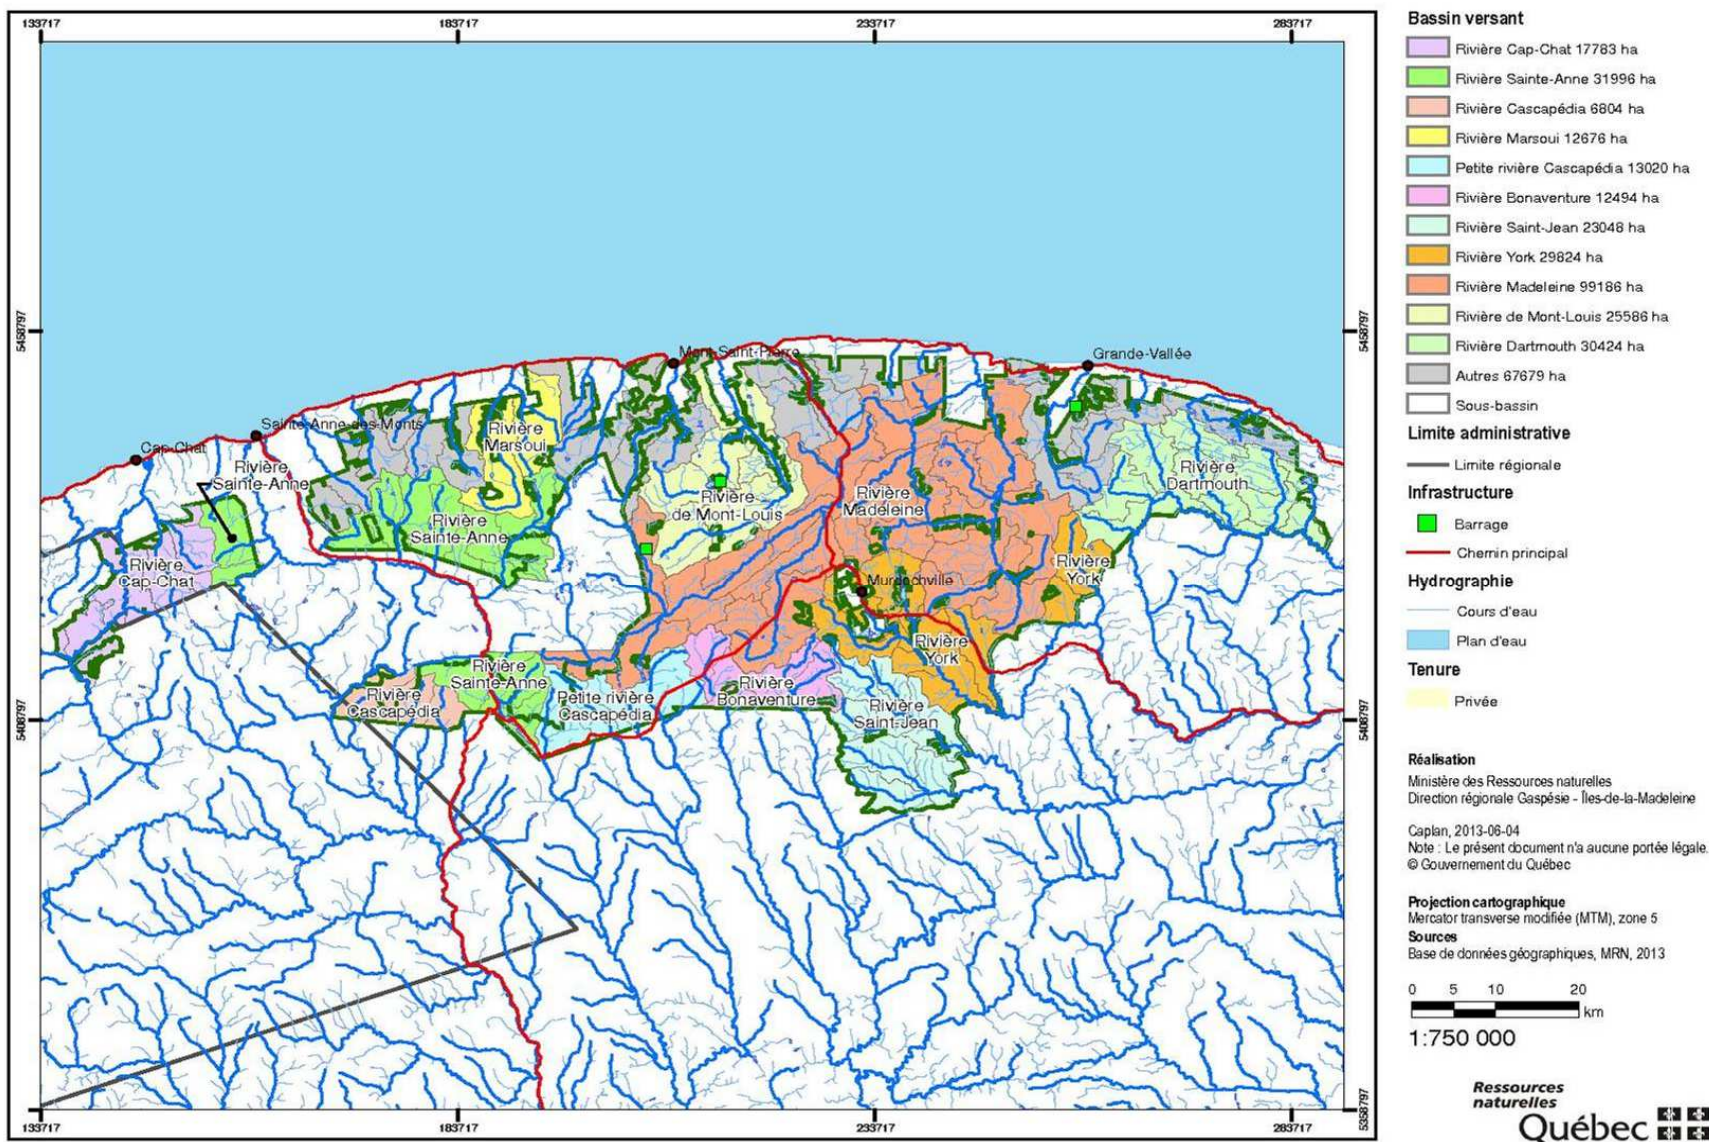 133717
183717
233717
283717
5458797
5458797
5408797
5408797
5358797
133717
183717
233717
283717
Mont-Saint-Pierre
Grande-Vallée
Sainte-Anne-des-Monts
Cap-Chat
Rivière
Sainte-Anne
Rivière
Marsoui
Rivière
Dartmouth
Rivière
de Mont-Louis
Rivière
Madeleine
Rivière
Sainte-Anne
Rivière
Cap-Chat
Rivière
York
Murdochville
Rivière
York
Rivière
Sainte-Anne
Rivière
Cascapédia
Petite rivière
Cascapédia
Rivière
Bonaventure
Rivière
Saint-Jean
Bassin versant
Rivière Cap-Chat 17783 ha
Rivière Sainte-Anne 31996 ha
Rivière Cascapédia 6804 ha
Rivière Marsoui 12676 ha
Petite rivière Cascapédia 13020 ha
Rivière Bonaventure 12494 ha
Rivière Saint-Jean 23048 ha
Rivière York 29824 ha
Rivière Madeleine 99186 ha
Rivière de Mont-Louis 25586 ha
Rivière Dartmouth 30424 ha
Autres 67679 ha
Sous-bassin
Limite administrative
Limite régionale
Infrastructure
Barrage
Chemin principal
Hydrographie
Cours d'eau
Plan d'eau
Tenure
Privée
Réalisation
Ministère des Ressources naturelles
Direction régionale Gaspésie - Îles-de-la-Madeleine
Caplan, 2013-06-04
Note : Le présent document n'a aucune portée légale.
© Gouvernement du Québec
Projection cartographique
Mercator transverse modifiée (MTM), zone 5
Sources
Base de données géographiques, MRN, 2013
0 5 10 20
km
1:750 000
Ressources
naturelles
Québec